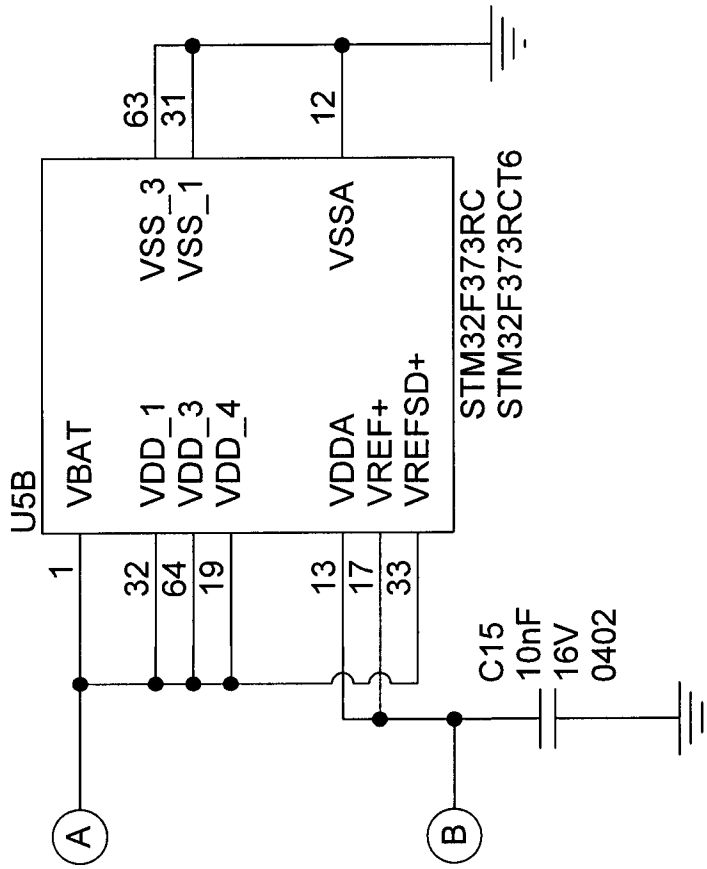 U5B
1
VBAT
32
VDD_1
VSS_3
63
64
VDD_3
VSS_1
31
19
VDD_4
13
VDDA
VSSA
12
17
VREF+
33
VREFSD+
STM32F373RC
STM32F373RCT6
A
B
C15
10nF
16V
0402